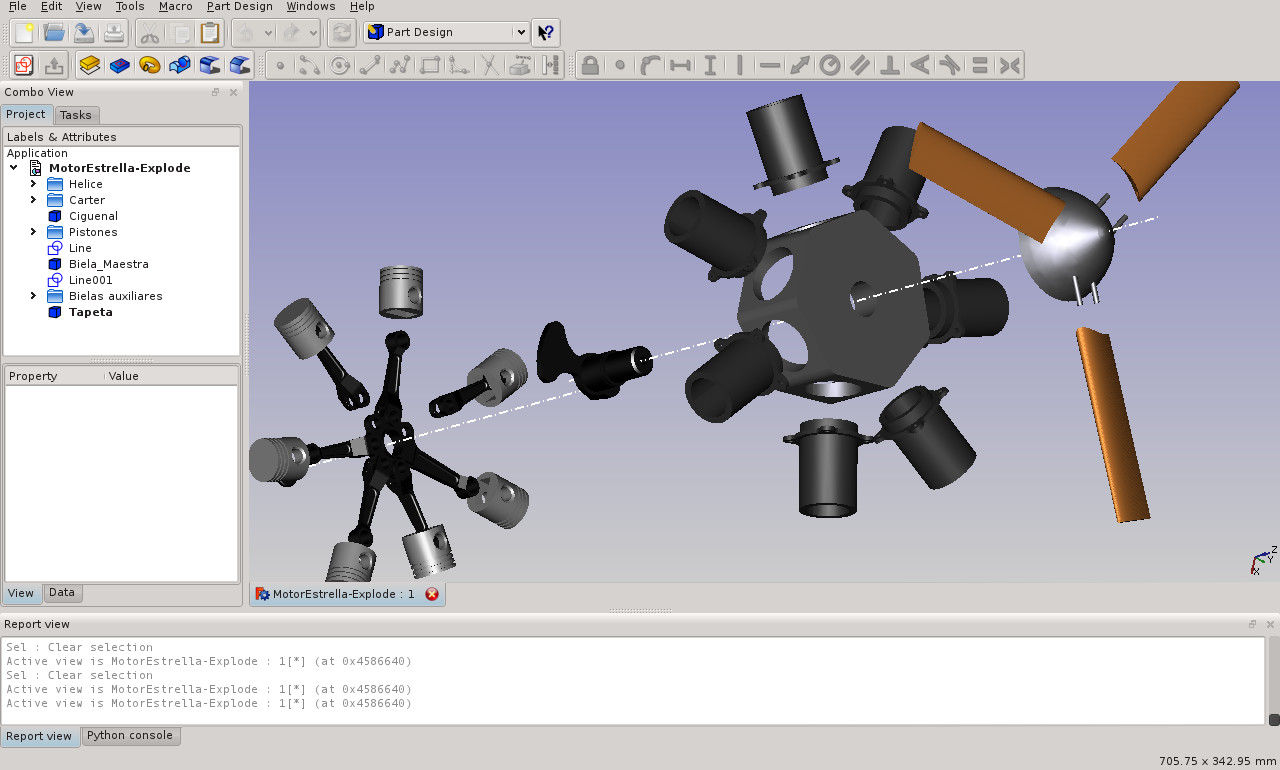 File Edit View Tools Macro Part Design Windows Help
Part Design
Combo View
Project Tasks
Labels & Attributes
Application
MotorEstrella-Explode
Helice
Carter
Ciguenal
Pistones
Line
Biela_Maestra
Line001
Bielas auxiliares
Tapeta
Property Value
View Data
Z
Y
X
MotorEstrella-Explode : 1
Report view
Sel : Clear selection
Active view is MotorEstrella-Explode : 1[*] (at 0x4586640)
Sel : Clear selection
Active view is MotorEstrella-Explode : 1[*] (at 0x4586640)
Active view is MotorEstrella-Explode : 1[*] (at 0x4586640)
Report view Python console
705.75 x 342.95 mm